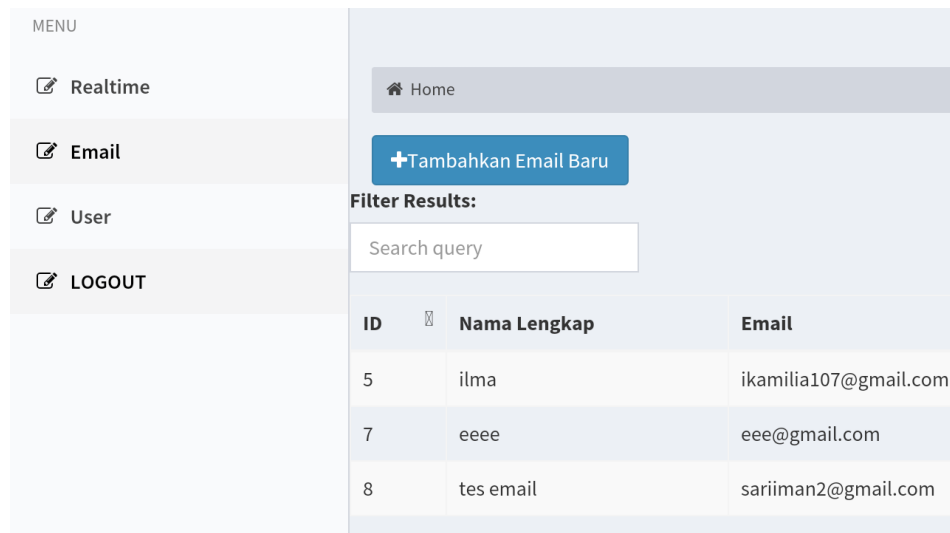 MENU
Realtime
Email
User
LOGOUT
Home
Tambahkan Email Baru
Filter Results:
Search query
ID Nama Lengkap Email
5 ilma ikamilia107@gmail.com
7 eeee eee@gmail.com
8 tes email sariiman2@gmail.com